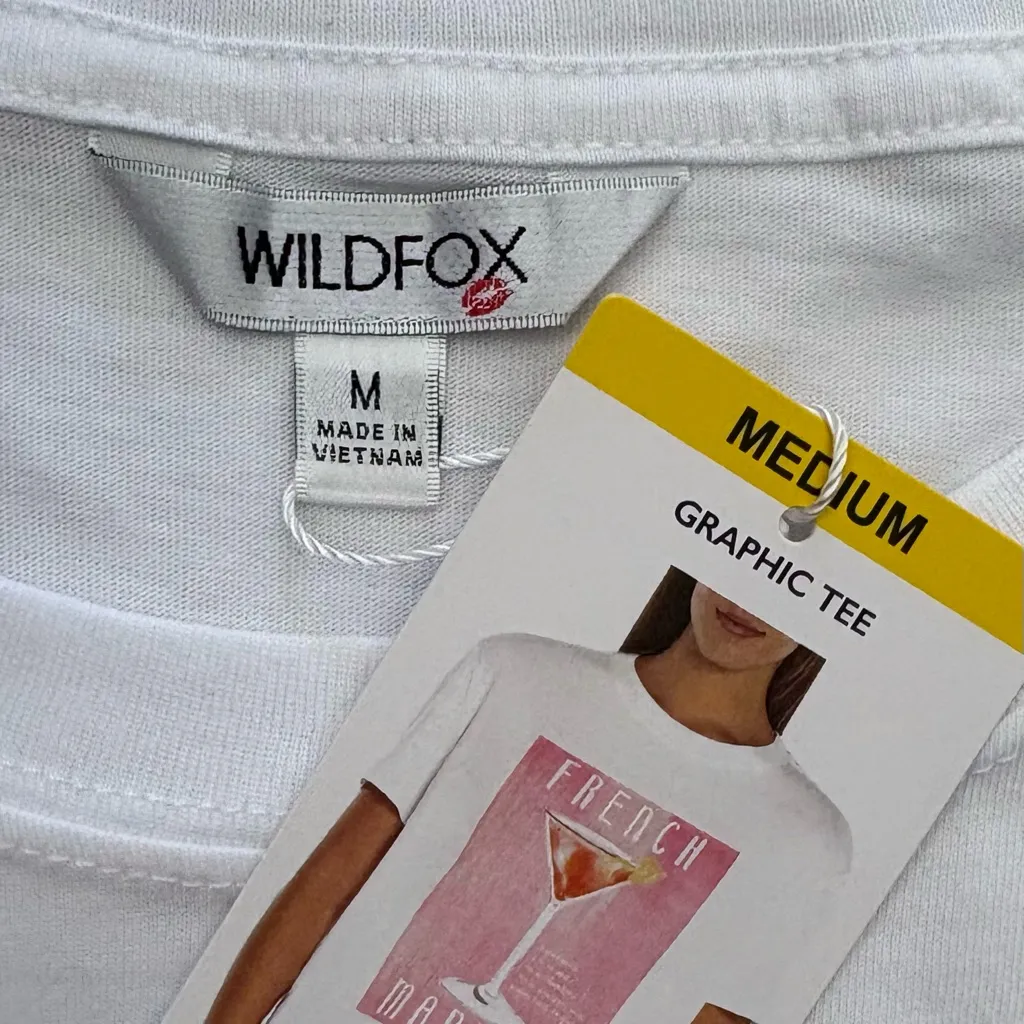 WILDFOX
M
MADE IN
VIETNAM
MEDIUM
GRAPHIC TEE
FRENCH